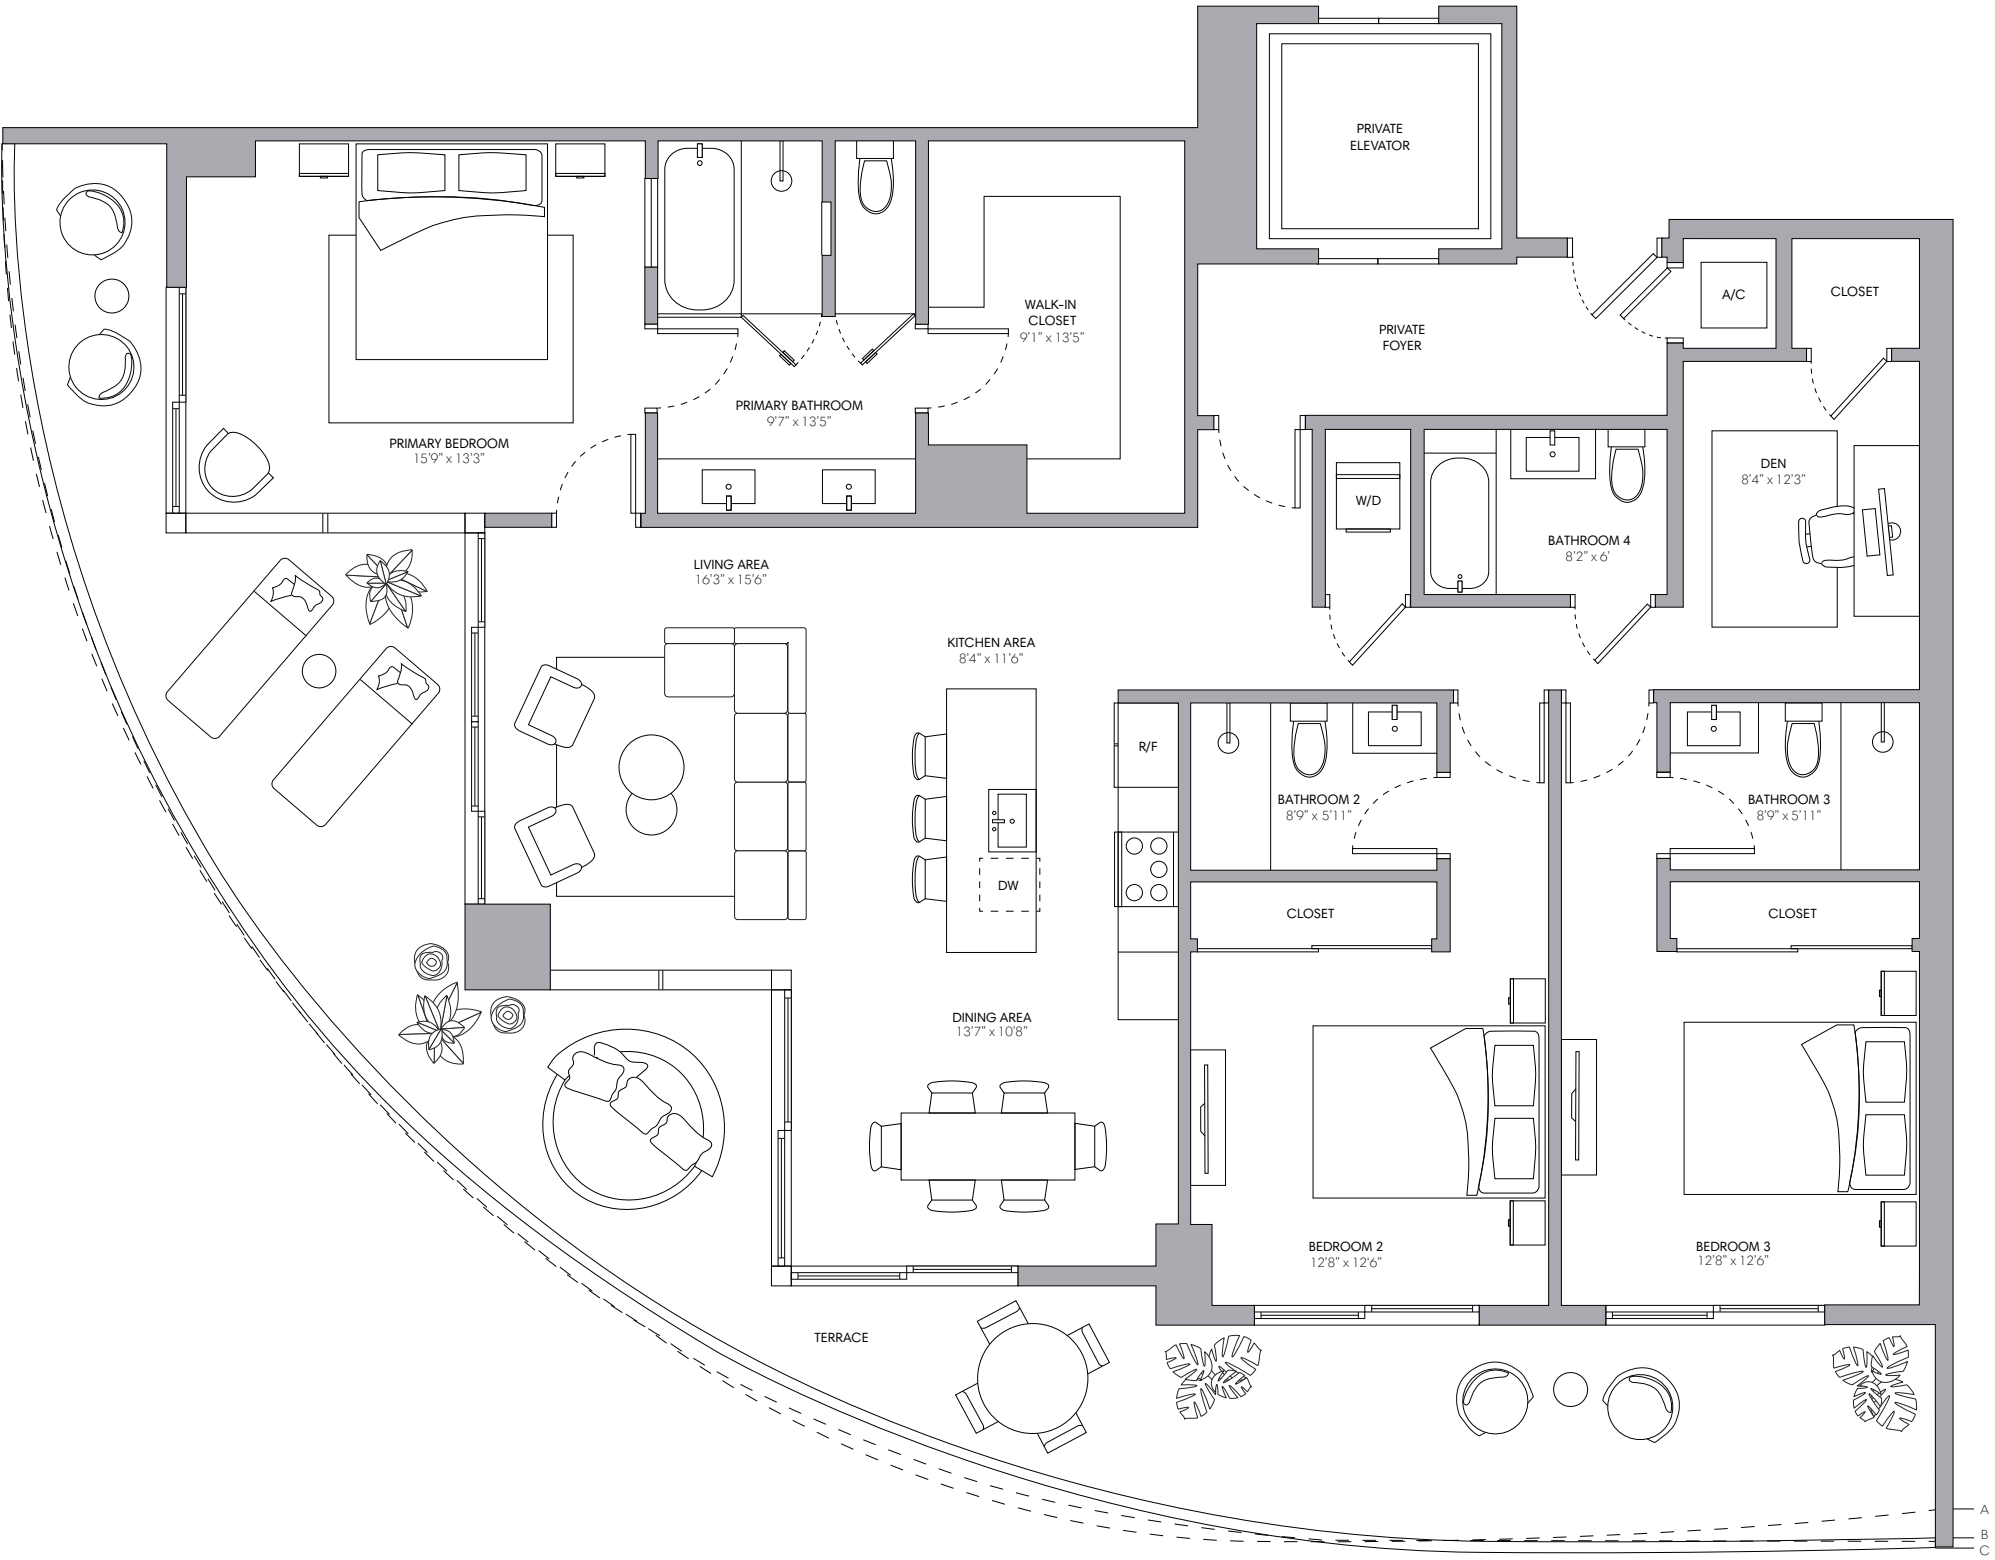 PRIVATE
ELEVATOR
A/C
CLOSET
WALK-IN
CLOSET
9'1" x 13'5"
PRIVATE
FOYER
PRIMARY BATHROOM
9'7" x 13'5"
PRIMARY BEDROOM
15'9" x 13'3"
DEN
8'4" x 12'3"
W/D
BATHROOM 4
8'2" x 6'
LIVING AREA
16'3" x 15'6"
KITCHEN AREA
8'4" x 11'6"
R/F
BATHROOM 2
8'9" x 5'11"
BATHROOM 3
8'9" x 5'11"
DW
CLOSET
CLOSET
DINING AREA
13'7" x 10'8"
BEDROOM 2
12'8" x 12'6"
BEDROOM 3
12'8" x 12'6"
TERRACE
A
B
C